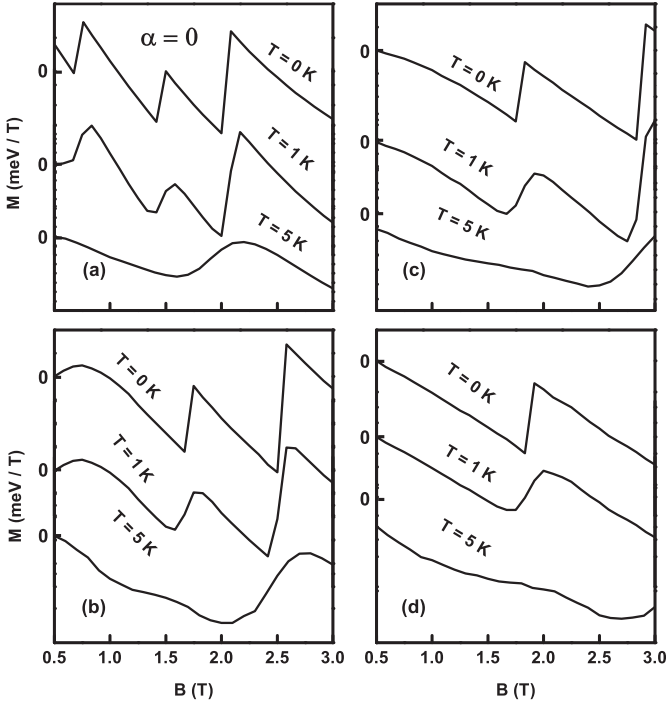 α = 0
T = 0 K
T = 1 K
T = 5 K
0
0
0
M (meV / T)
(a)
T = 0 K
T = 1 K
T = 5 K
0
0
0
(c)
T = 0 K
T = 1 K
T = 5 K
0
0
0
M (meV / T)
(b)
0.5 1.0 1.5 2.0 2.5 3.0
B (T)
T = 0 K
T = 1 K
T = 5 K
0
0
0
(d)
0.5 1.0 1.5 2.0 2.5 3.0
B (T)